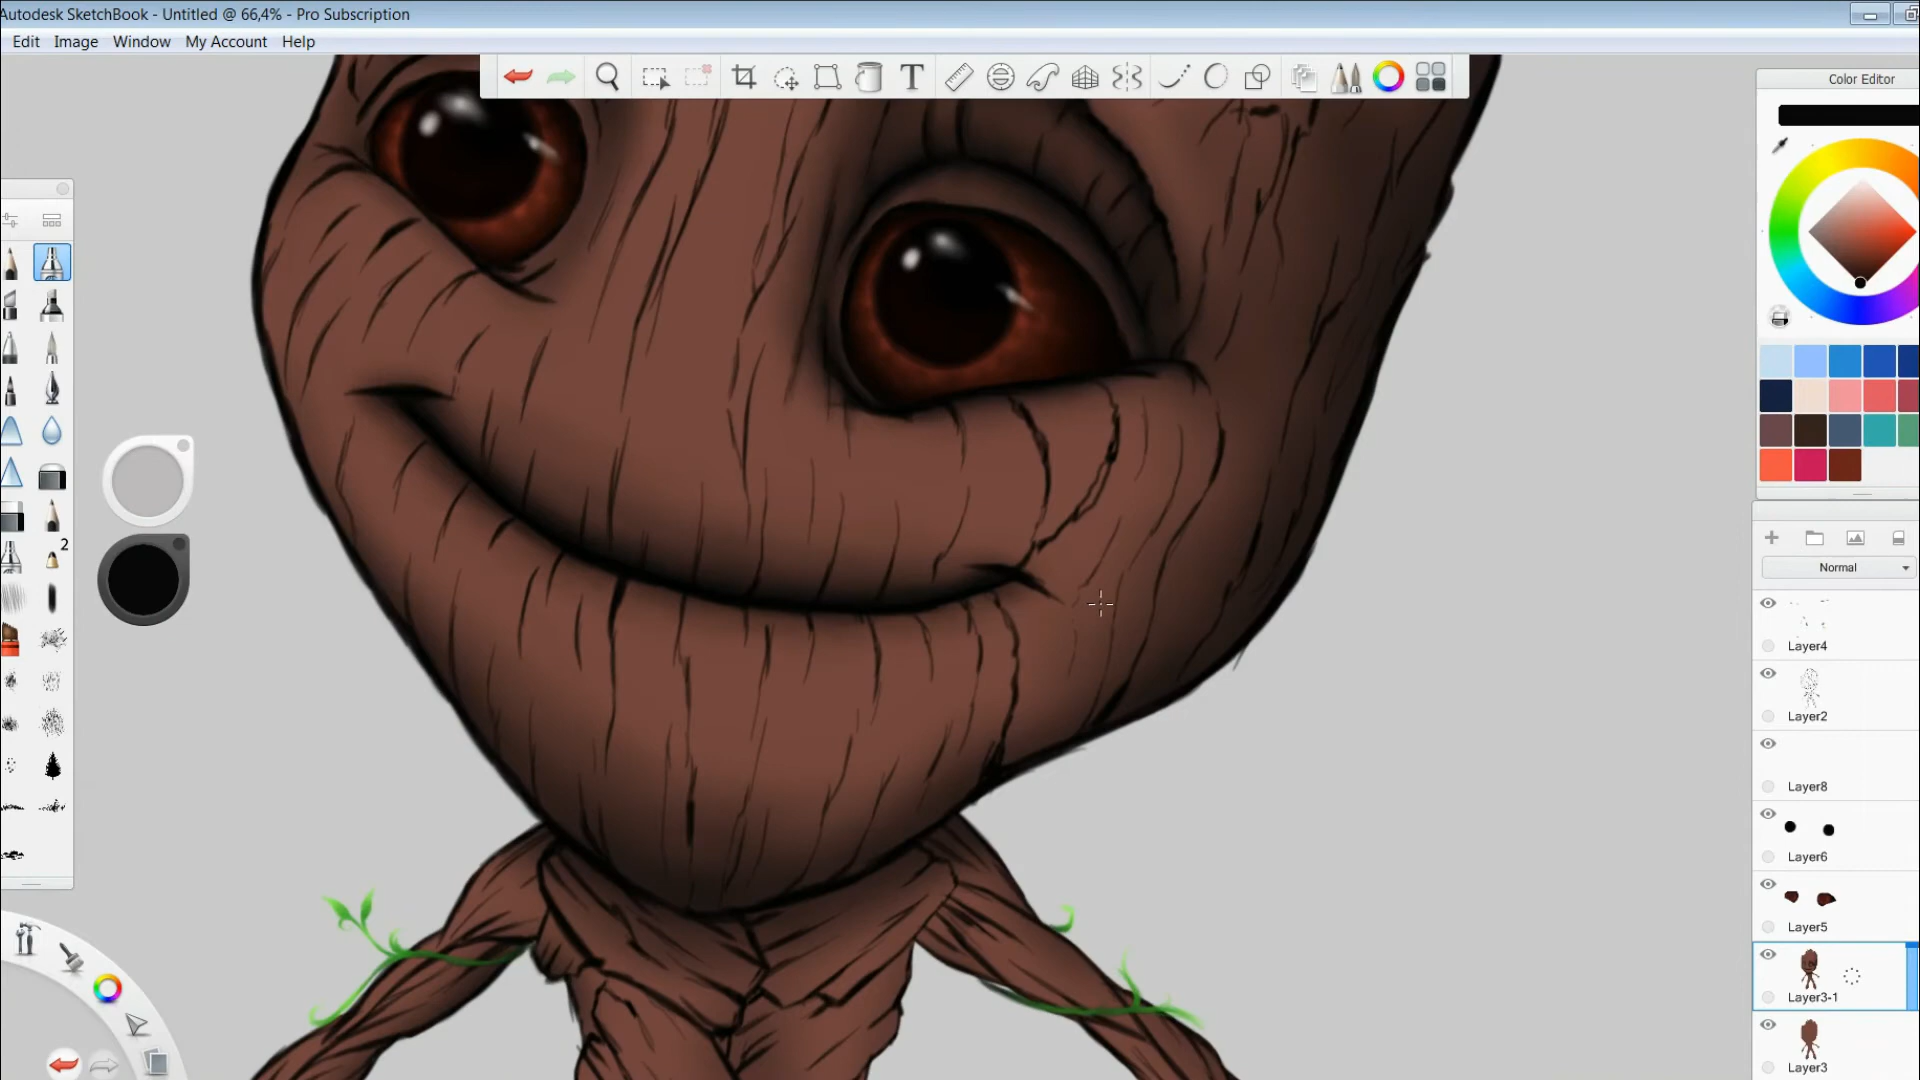 Autodesk SketchBook - Untitled @ 66,4% - Pro Subscription
Edit Image Window My Account Help
T
Color Editor
2
Normal
Layer4
Layer2
Layer8
Layer6
Layer5
Layer3-1
Layer3